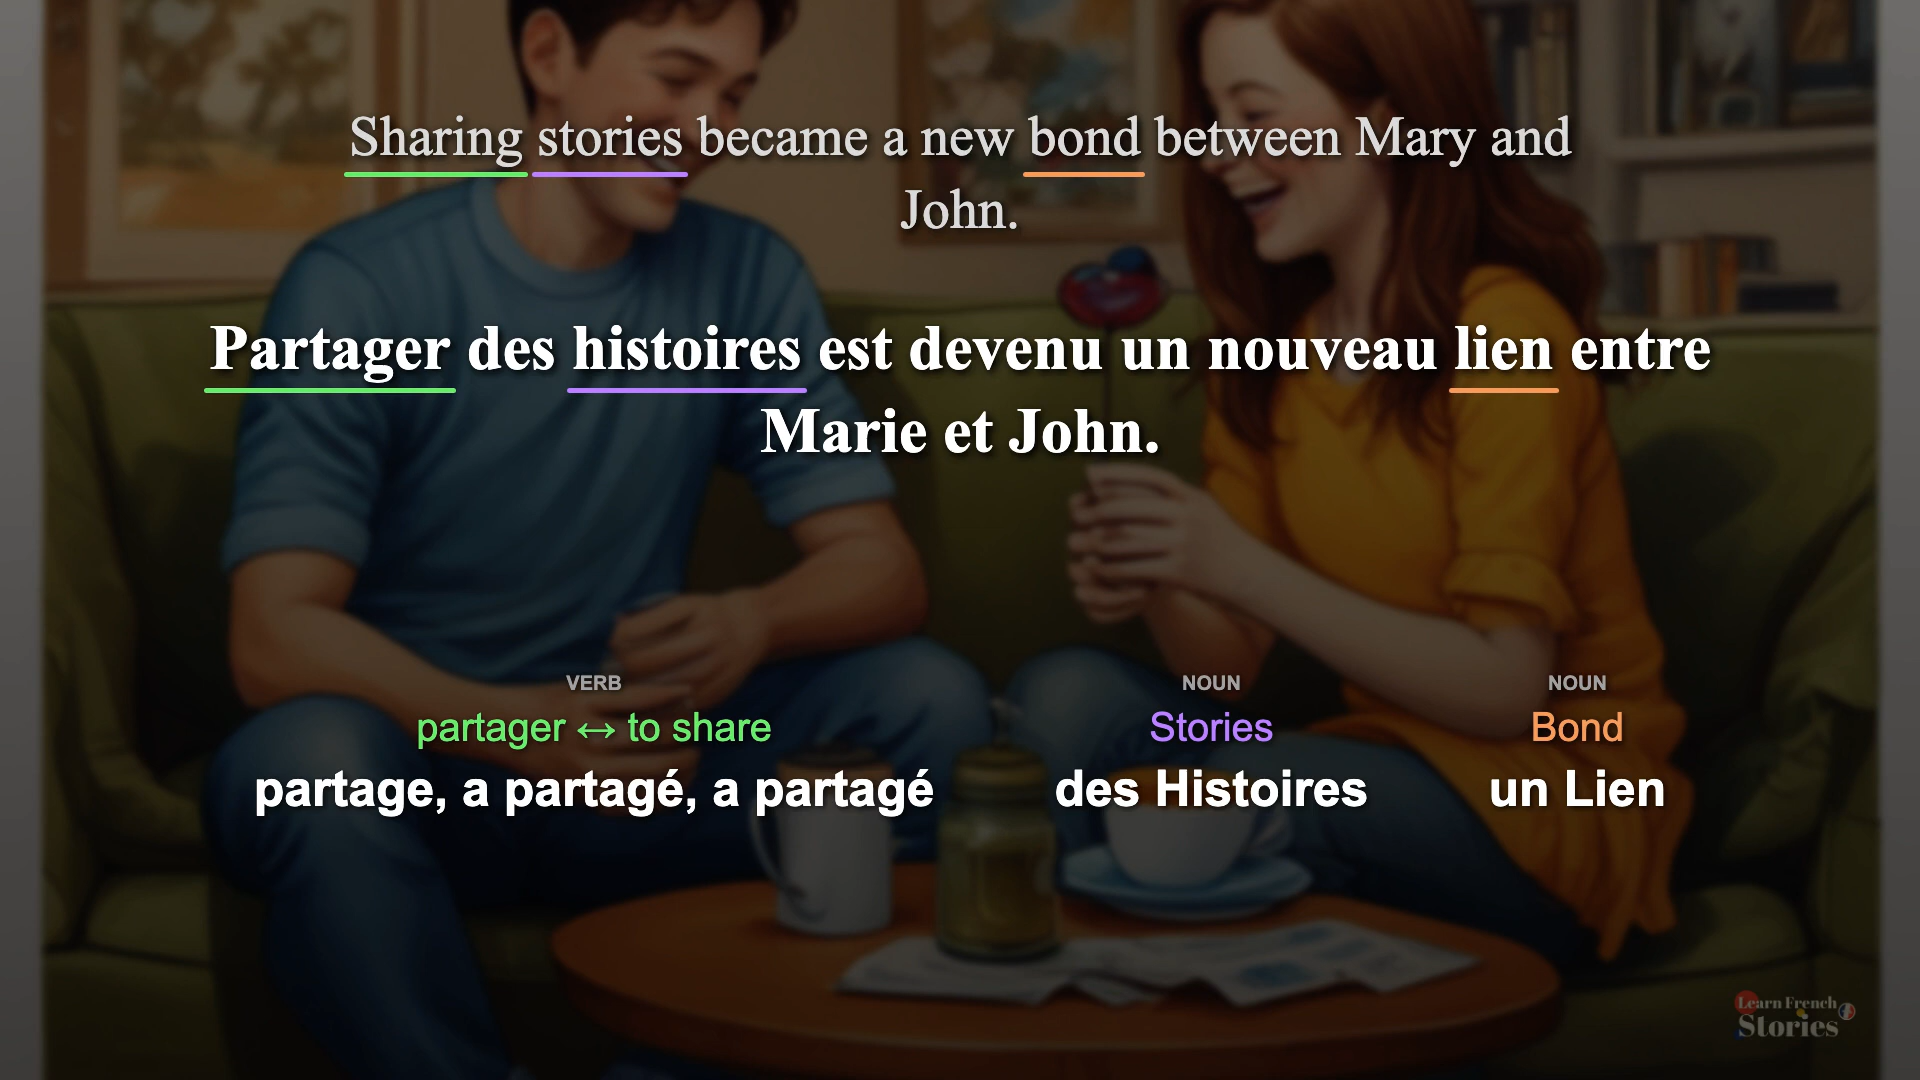 Sharing stories became a new bond between Mary and
John.
Partager des histoires est devenu un nouveau lien entre
Marie et John.
VERB
partager ↔ to share
partage, a partagé, a partagé
NOUN
Stories
des Histoires
NOUN
Bond
un Lien
Learn French
Stories